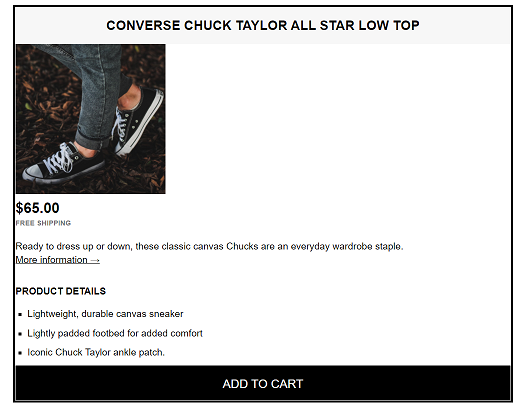 CONVERSE CHUCK TAYLOR ALL STAR LOW TOP
$65.00
FREE SHIPPING
Ready to dress up or down, these classic canvas Chucks are an everyday wardrobe staple.
More information →
PRODUCT DETAILS
Lightweight, durable canvas sneaker
Lightly padded footbed for added comfort
Iconic Chuck Taylor ankle patch.
ADD TO CART